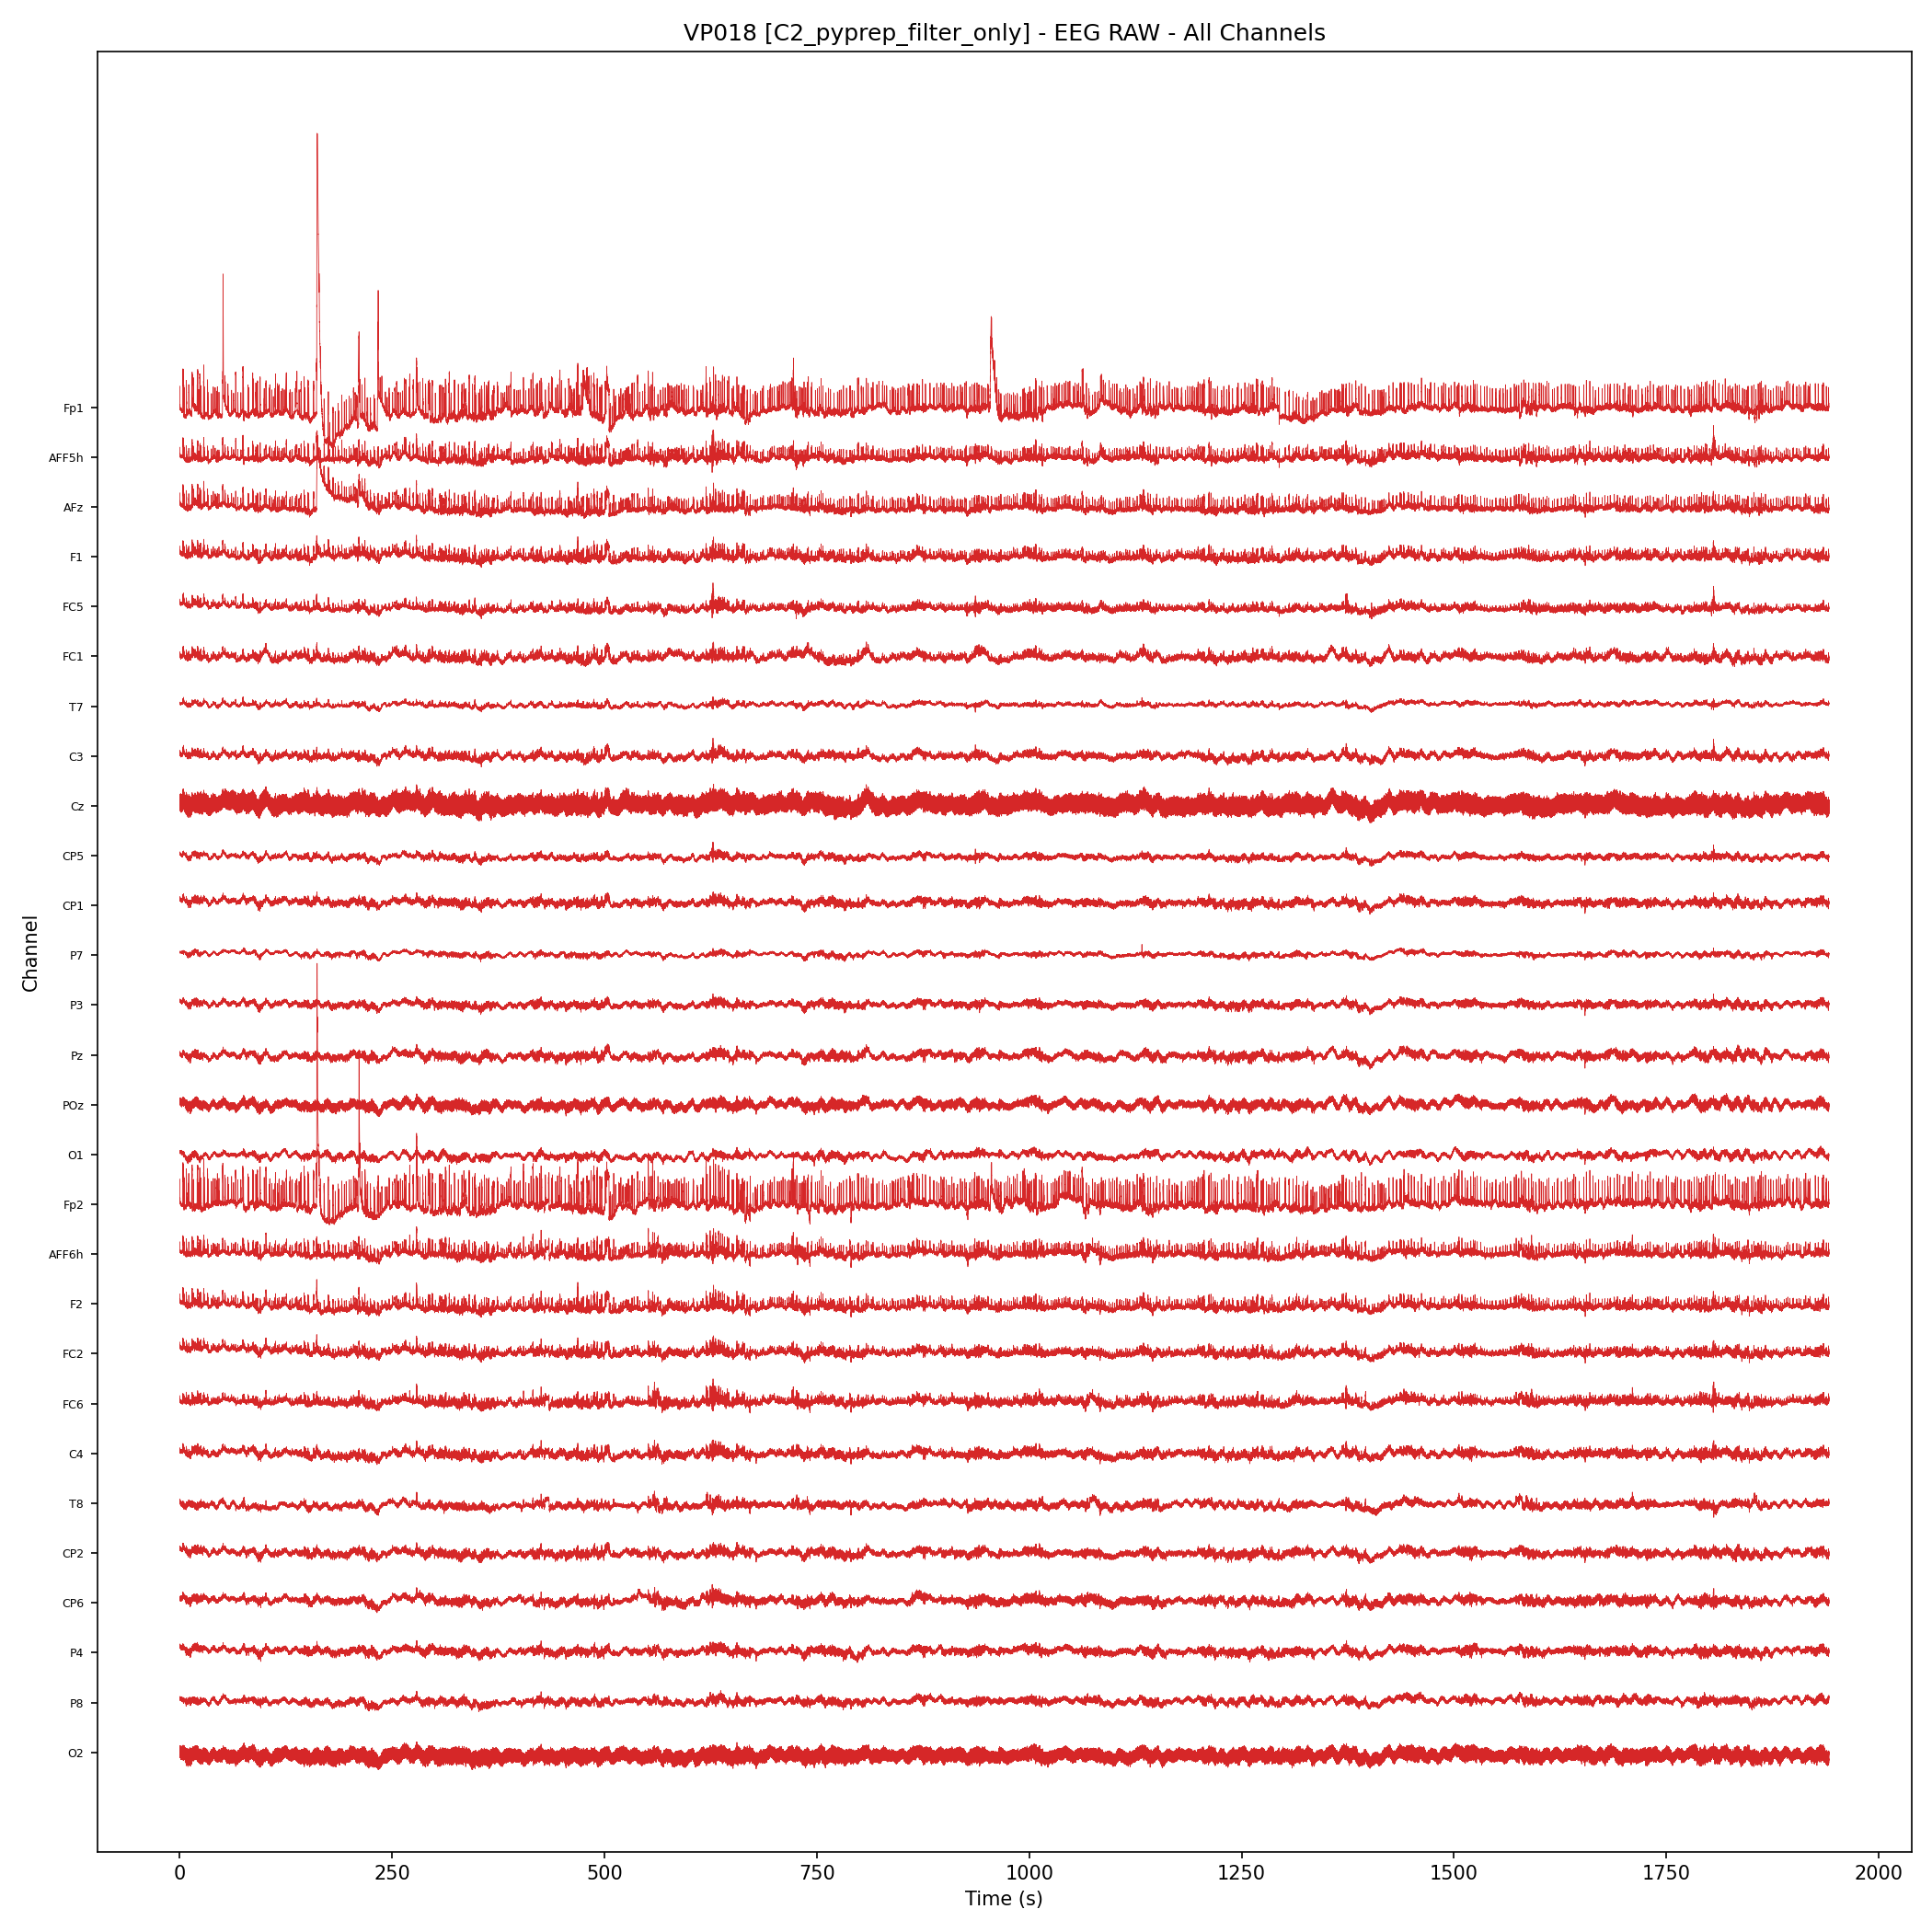 VP018 [C2_pyprep_filter_only] - EEG RAW - All Channels
Channel
Fp1
AFF5h
AFz
F1
FC5
FC1
T7
C3
Cz
CP5
CP1
P7
P3
Pz
POz
O1
Fp2
AFF6h
F2
FC2
FC6
C4
T8
CP2
CP6
P4
P8
O2
0 250 500 750 1000 1250 1500 1750 2000
Time (s)